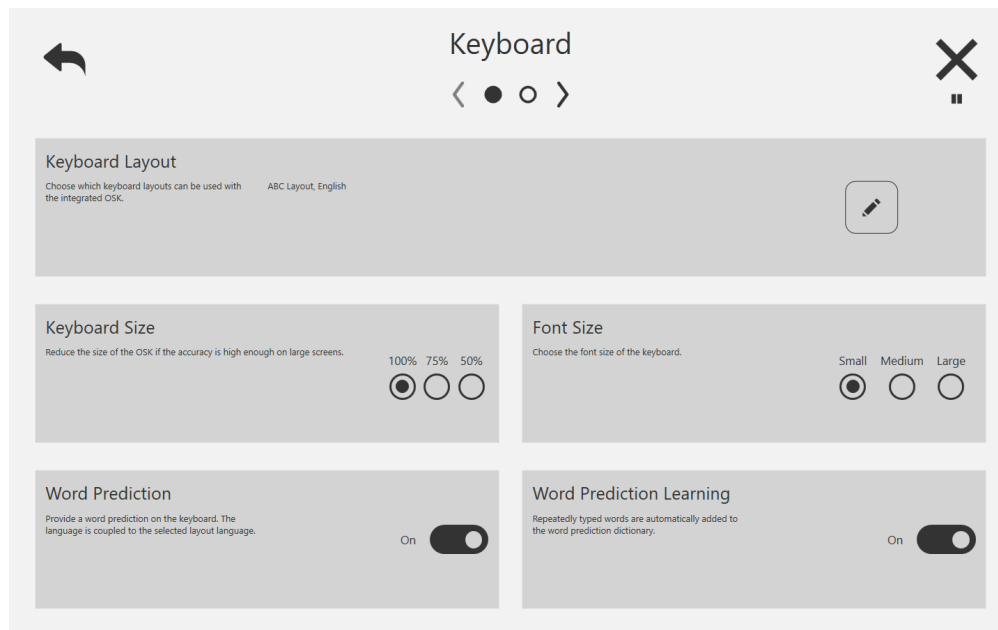 Keyboard
Keyboard Layout
Choose which keyboard layouts can be used with
the integrated OSK.
ABC Layout, English
Keyboard Size
Reduce the size of the OSK if the accuracy is high enough on large screens.
100% 75% 50%
Font Size
Choose the font size of the keyboard.
Small Medium Large
Word Prediction
Provide a word prediction on the keyboard. The
language is coupled to the selected layout language.
On
Word Prediction Learning
Repeatedly typed words are automatically added to
the word prediction dictionary.
On